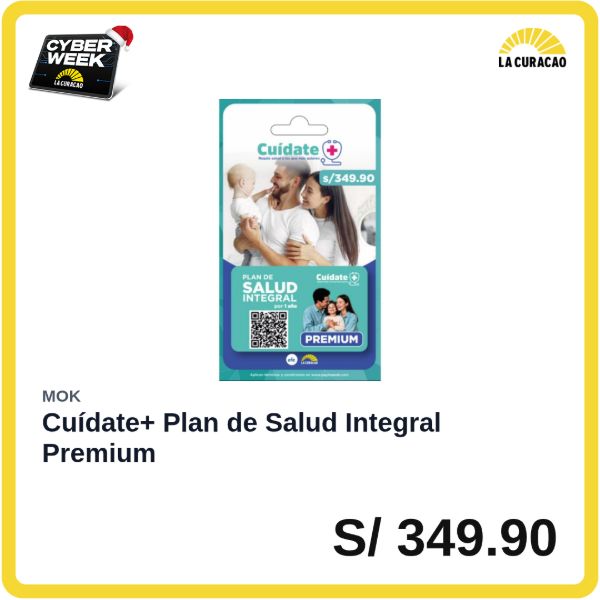 CYBER
WEEK
LA CURACAO
LA CURACAO
Cuídate
s/349.90
PLAN DE
SALUD
INTEGRAL
por 1 año
Cuídate
PREMIUM
efe
MOK
Cuídate+ Plan de Salud Integral
Premium
S/ 349.90